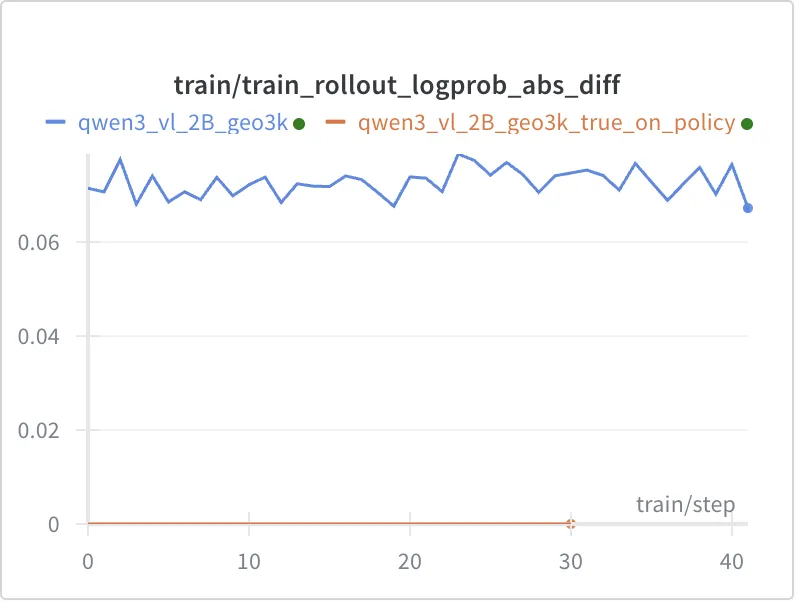 train/train_rollout_logprob_abs_diff
qwen3_vl_2B_geo3k qwen3_vl_2B_geo3k_true_on_policy
0.06
0.04
0.02
0
train/step
0 10 20 30 40